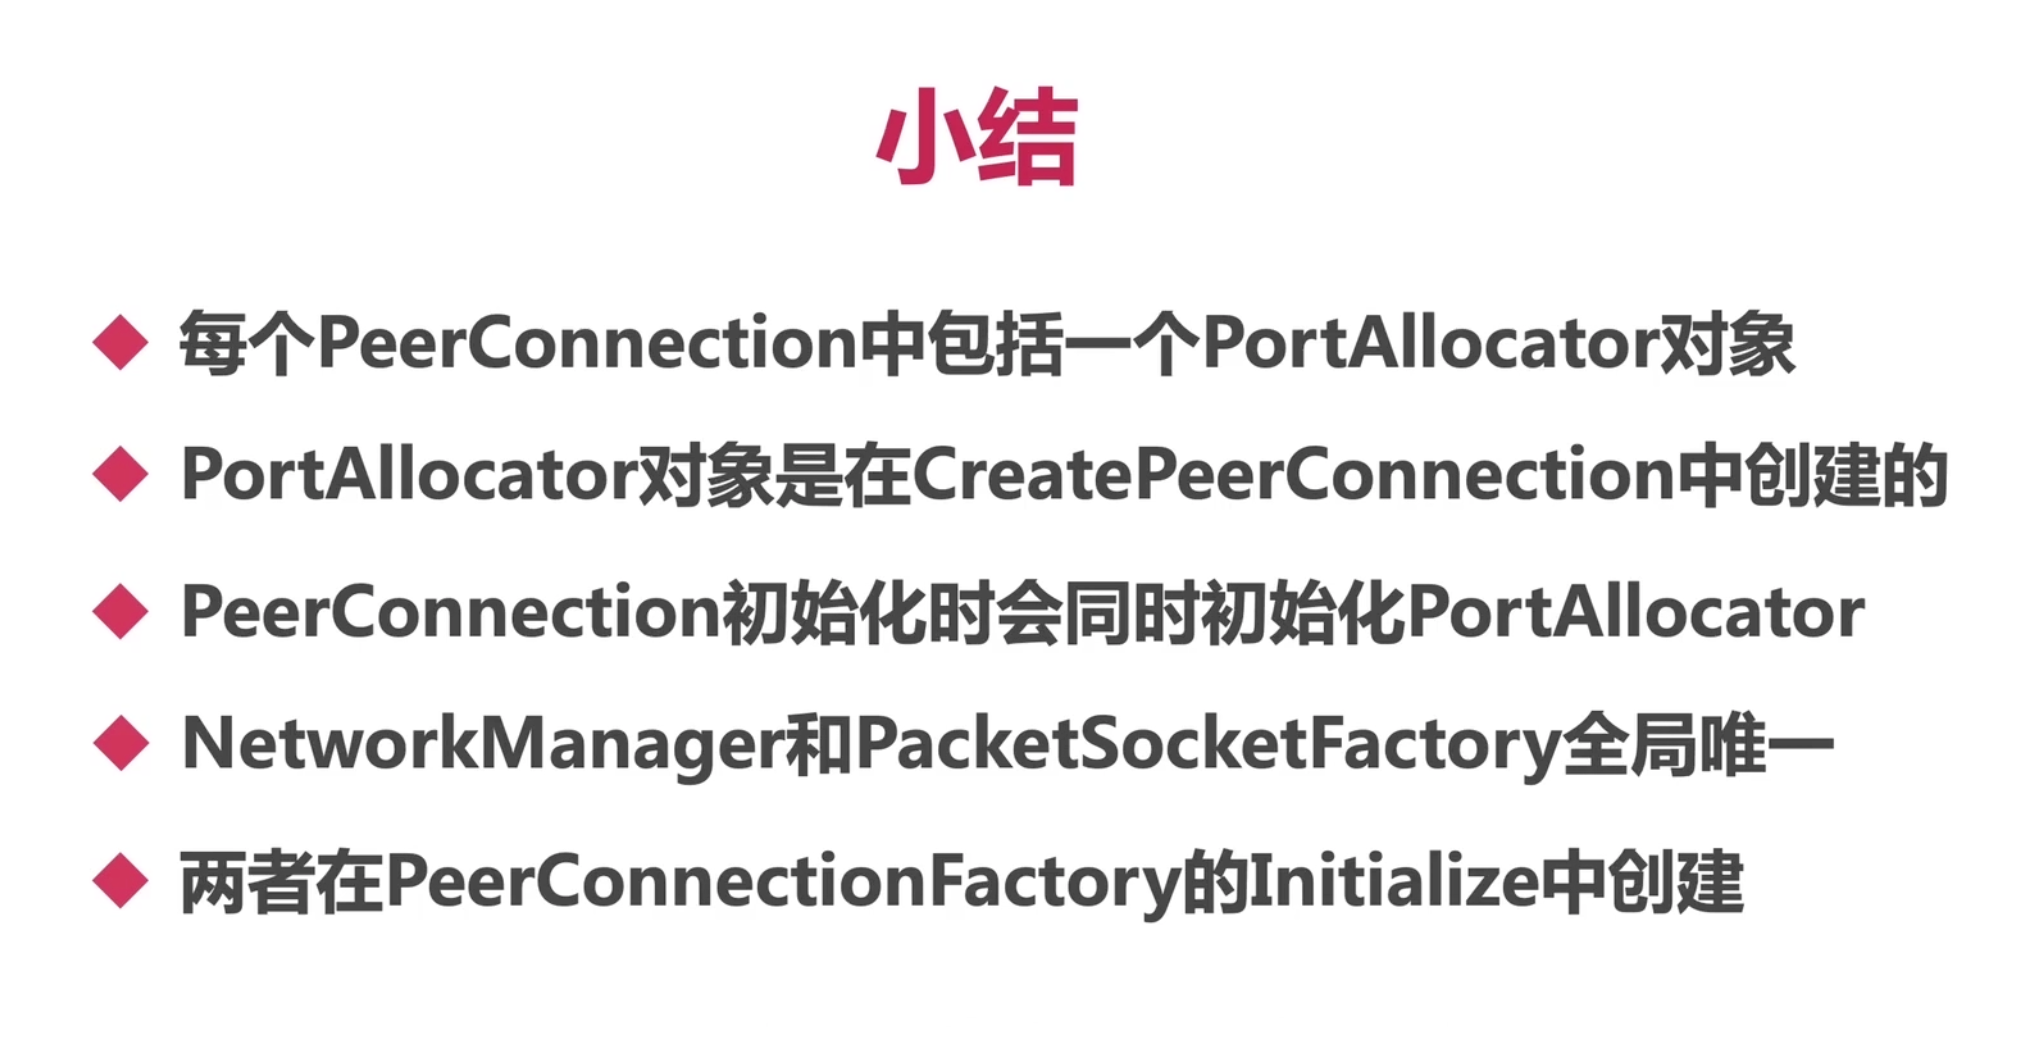 小结
每个PeerConnection中包括一个PortAllocator对象
PortAllocator对象是在CreatePeerConnection中创建的
PeerConnection初始化时会同时初始化PortAllocator
NetworkManager和PacketSocketFactory全局唯一
两者在PeerConnectionFactory的Initialize中创建